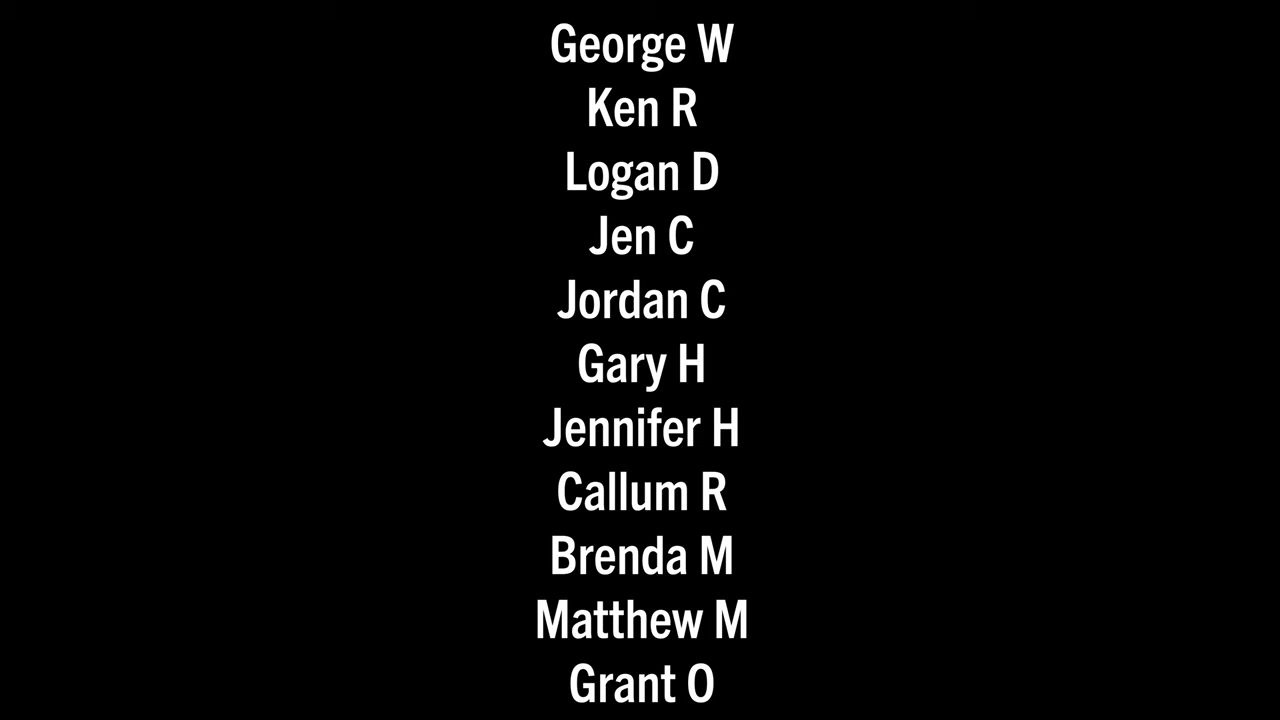 George W
Ken R
Logan D
Jen C
Jordan C
Gary H
Jennifer H
Callum R
Brenda M
Matthew M
Grant O